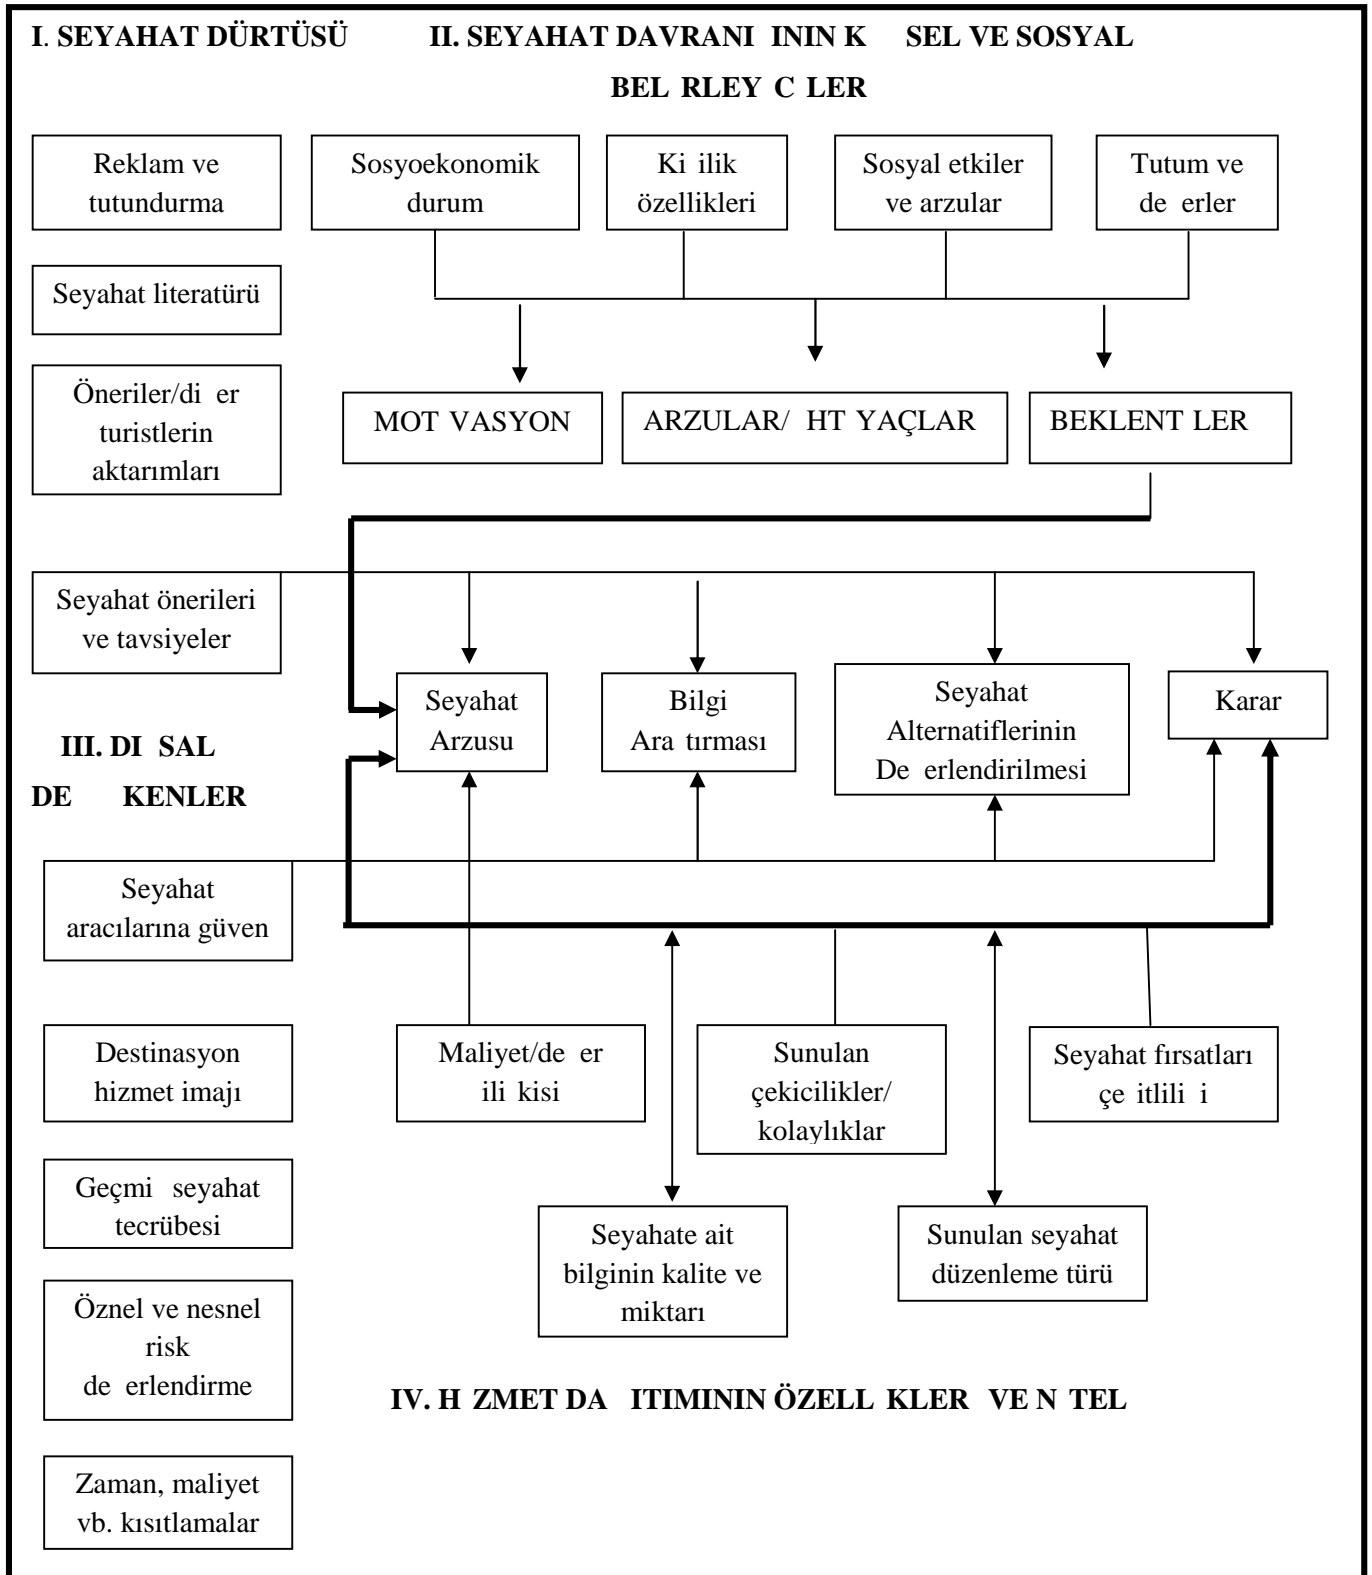 I. SEYAHAT DÜRTÜSÜ
II. SEYAHAT DAVRANI ININ K SEL VE SOSYAL
BEL RLEY C LER
Reklam ve
tutundurma
Sosyoekonomik
durum
Ki ilik
özellikleri
Sosyal etkiler
ve arzular
Tutum ve
de erler
Seyahat literatürü
Öneriler/di er
turistlerin
aktarımları
MOT VASYON
ARZULAR/ HT YAÇLAR
BEKLENT LER
Seyahat önerileri
ve tavsiyeler
Seyahat
Arzusu
Bilgi
Ara tırması
Seyahat
Alternatiflerinin
De erlendirilmesi
Karar
III. DI SAL
DE KENLER
Seyahat
aracılarına güven
Destinasyon
hizmet imajı
Maliyet/de er
ili kisi
Sunulan
çekicilikler/
kolaylıklar
Seyahat fırsatları
çe itlili i
Geçmi seyahat
tecrübesi
Seyahate ait
bilginin kalite ve
miktarı
Sunulan seyahat
düzenleme türü
Öznel ve nesnel
risk
de erlendirme
IV. H ZMET DA ITIMININ ÖZELL KLER VE N TEL
Zaman, maliyet
vb. kısıtlamalar